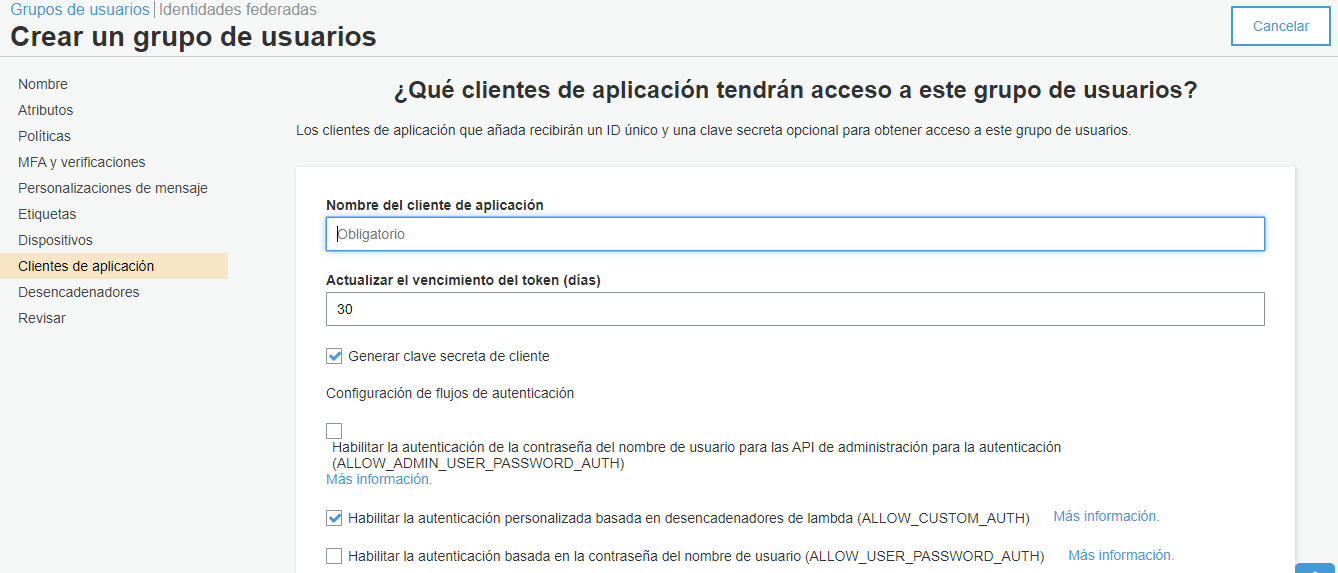 Grupos de usuarios | Identidades federadas
Crear un grupo de usuarios
Cancelar
Nombre
Atributos
Políticas
MFA y verificaciones
Personalizaciones de mensaje
Etiquetas
Dispositivos
Clientes de aplicación
Desencadenadores
Revisar
¿Qué clientes de aplicación tendrán acceso a este grupo de usuarios?
Los clientes de aplicación que añada recibirán un ID único y una clave secreta opcional para obtener acceso a este grupo de usuarios.
Nombre del cliente de aplicación
Obligatorio
Actualizar el vencimiento del token (días)
30
Generar clave secreta de cliente
Configuración de flujos de autenticación
Habilitar la autenticación de la contraseña del nombre de usuario para las API de administración para la autenticación
(ALLOW_ADMIN_USER_PASSWORD_AUTH)
Más información.
Habilitar la autenticación personalizada basada en desencadenadores de lambda (ALLOW_CUSTOM_AUTH) Más información.
Habilitar la autenticación basada en la contraseña del nombre de usuario (ALLOW_USER_PASSWORD_AUTH) Más información.